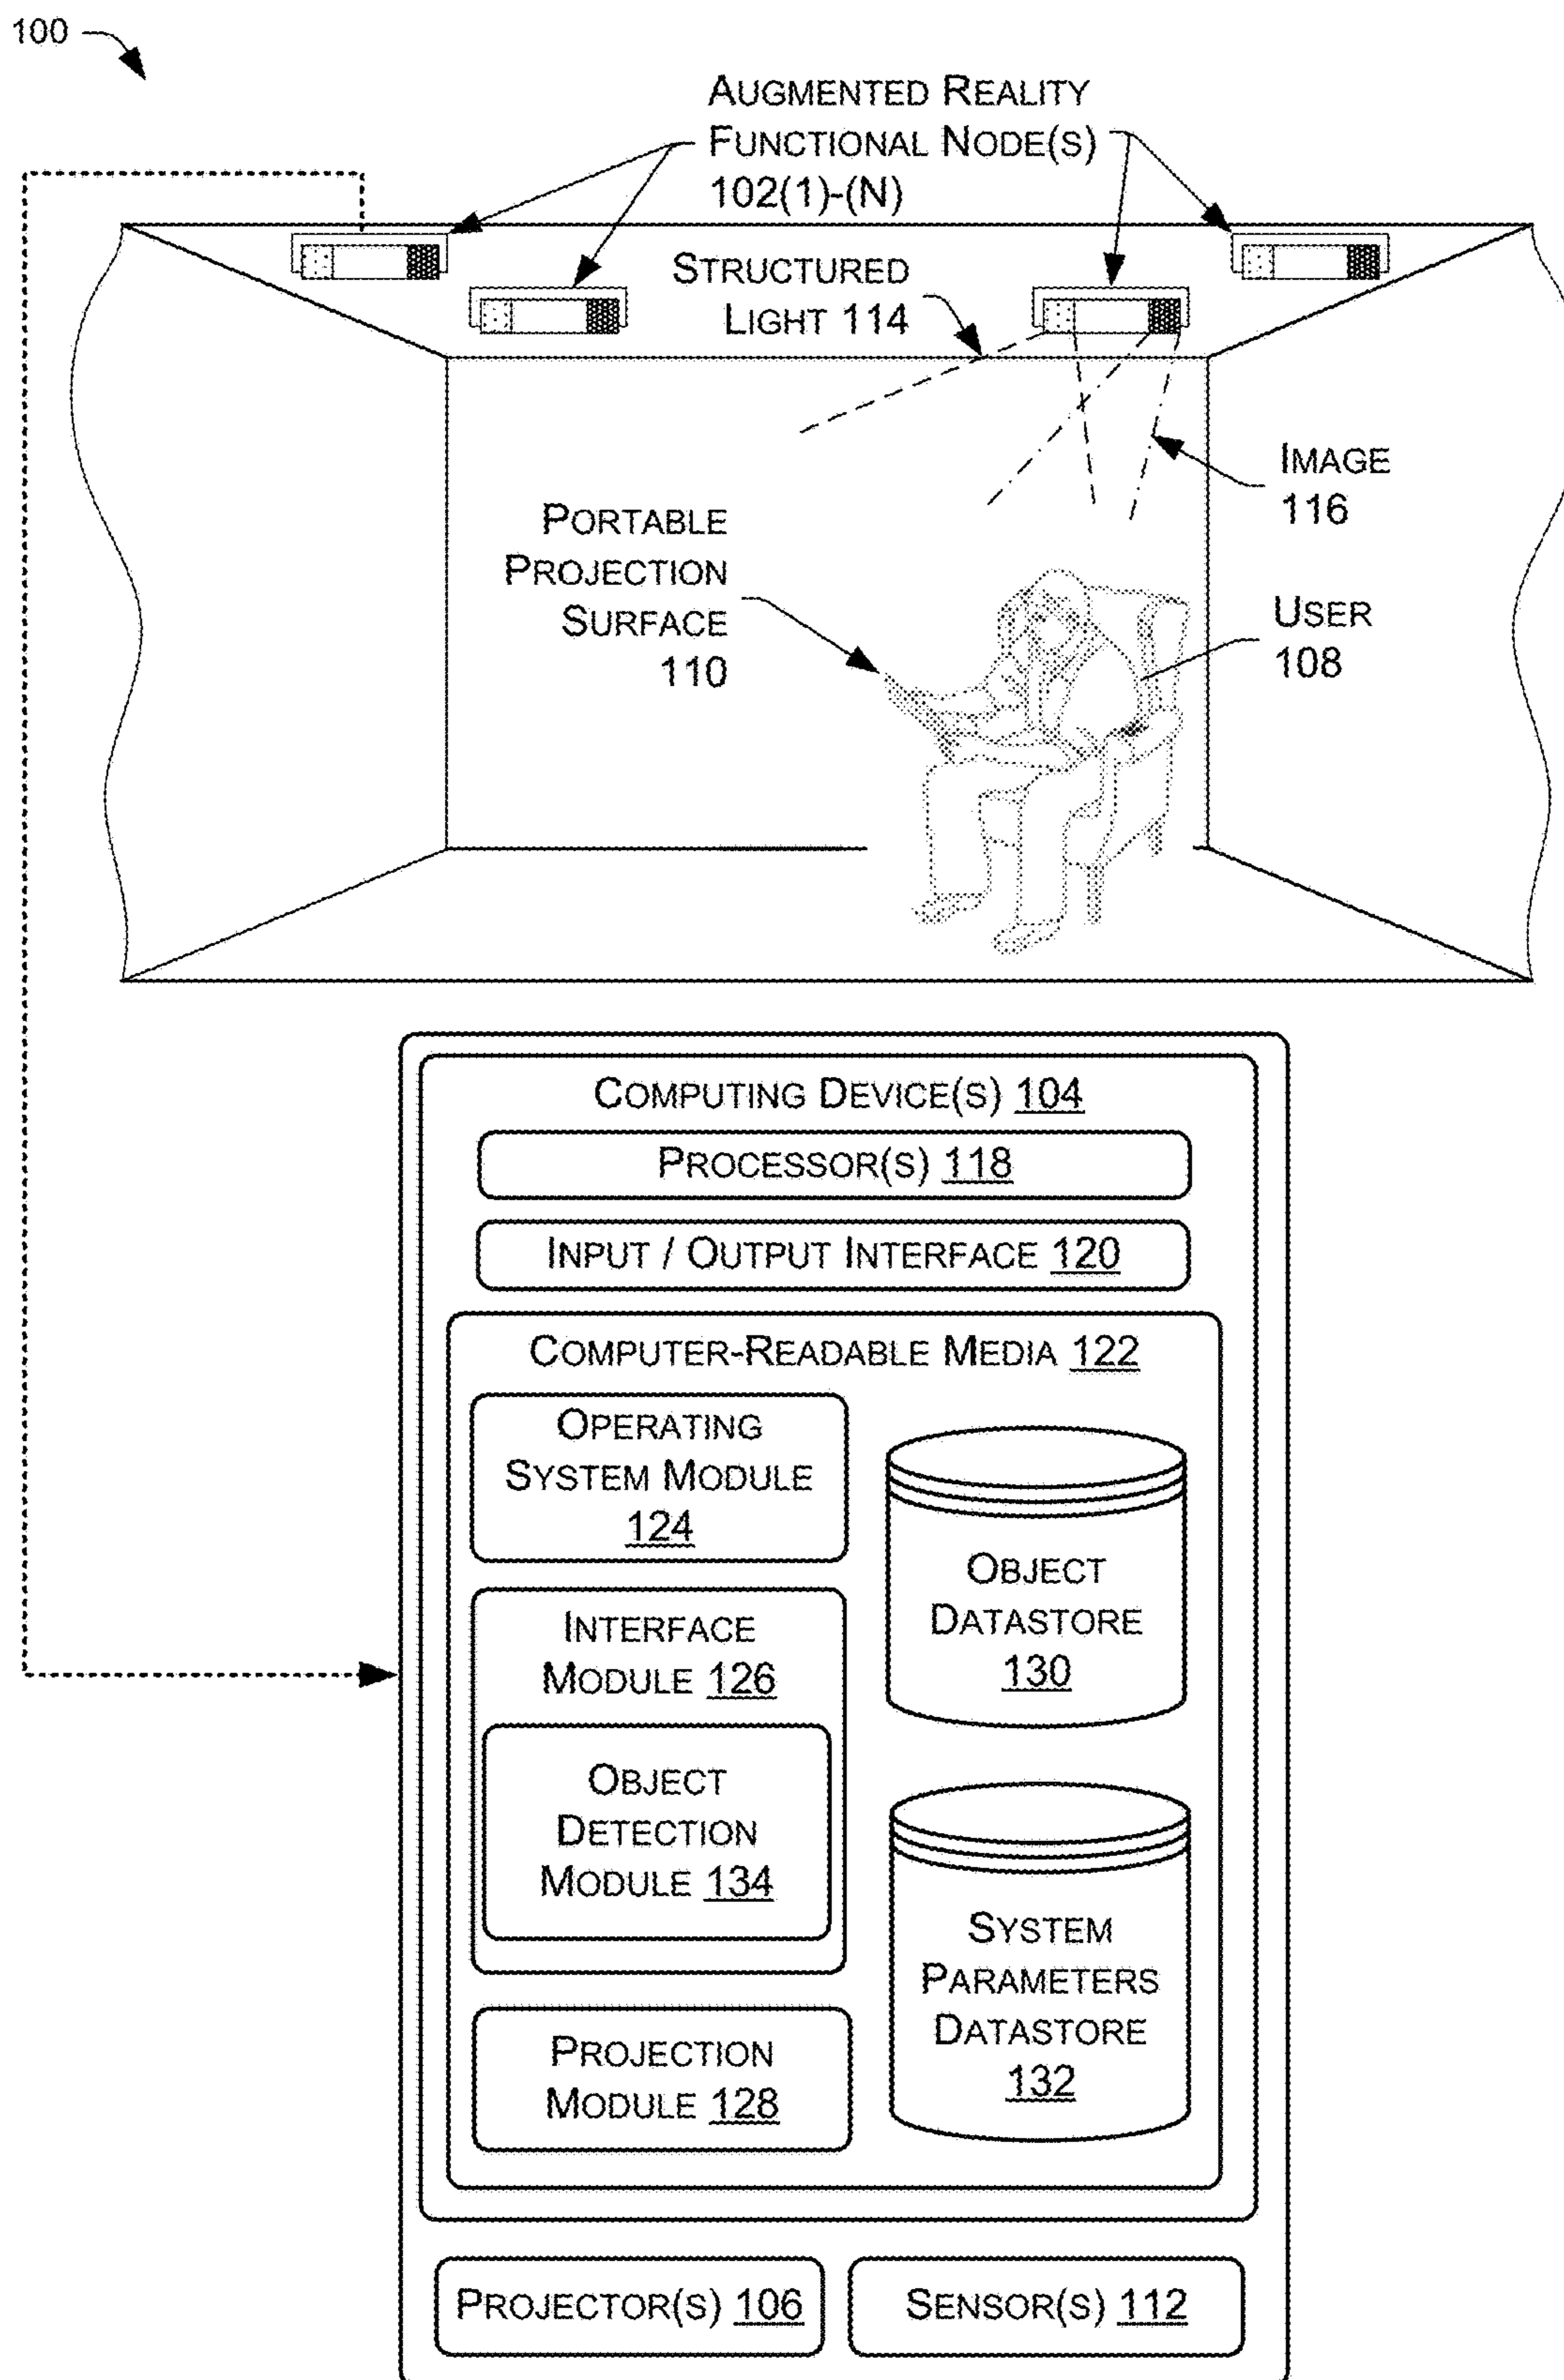 100
AUGMENTED REALITY
FUNCTIONAL NODE(S)
102(1)-(N)
STRUCTURED
LIGHT 114
IMAGE
116
PORTABLE
PROJECTION
SURFACE
110
USER
108
COMPUTING DEVICE(S) 104
PROCESSOR(S) 118
INPUT / OUTPUT INTERFACE 120
COMPUTER-READABLE MEDIA 122
OPERATING
SYSTEM MODULE
124
INTERFACE
MODULE 126
OBJECT
DETECTION
MODULE 134
PROJECTION
MODULE 128
OBJECT
DATASTORE
130
SYSTEM
PARAMETERS
DATASTORE
132
PROJECTOR(S) 106
SENSOR(S) 112